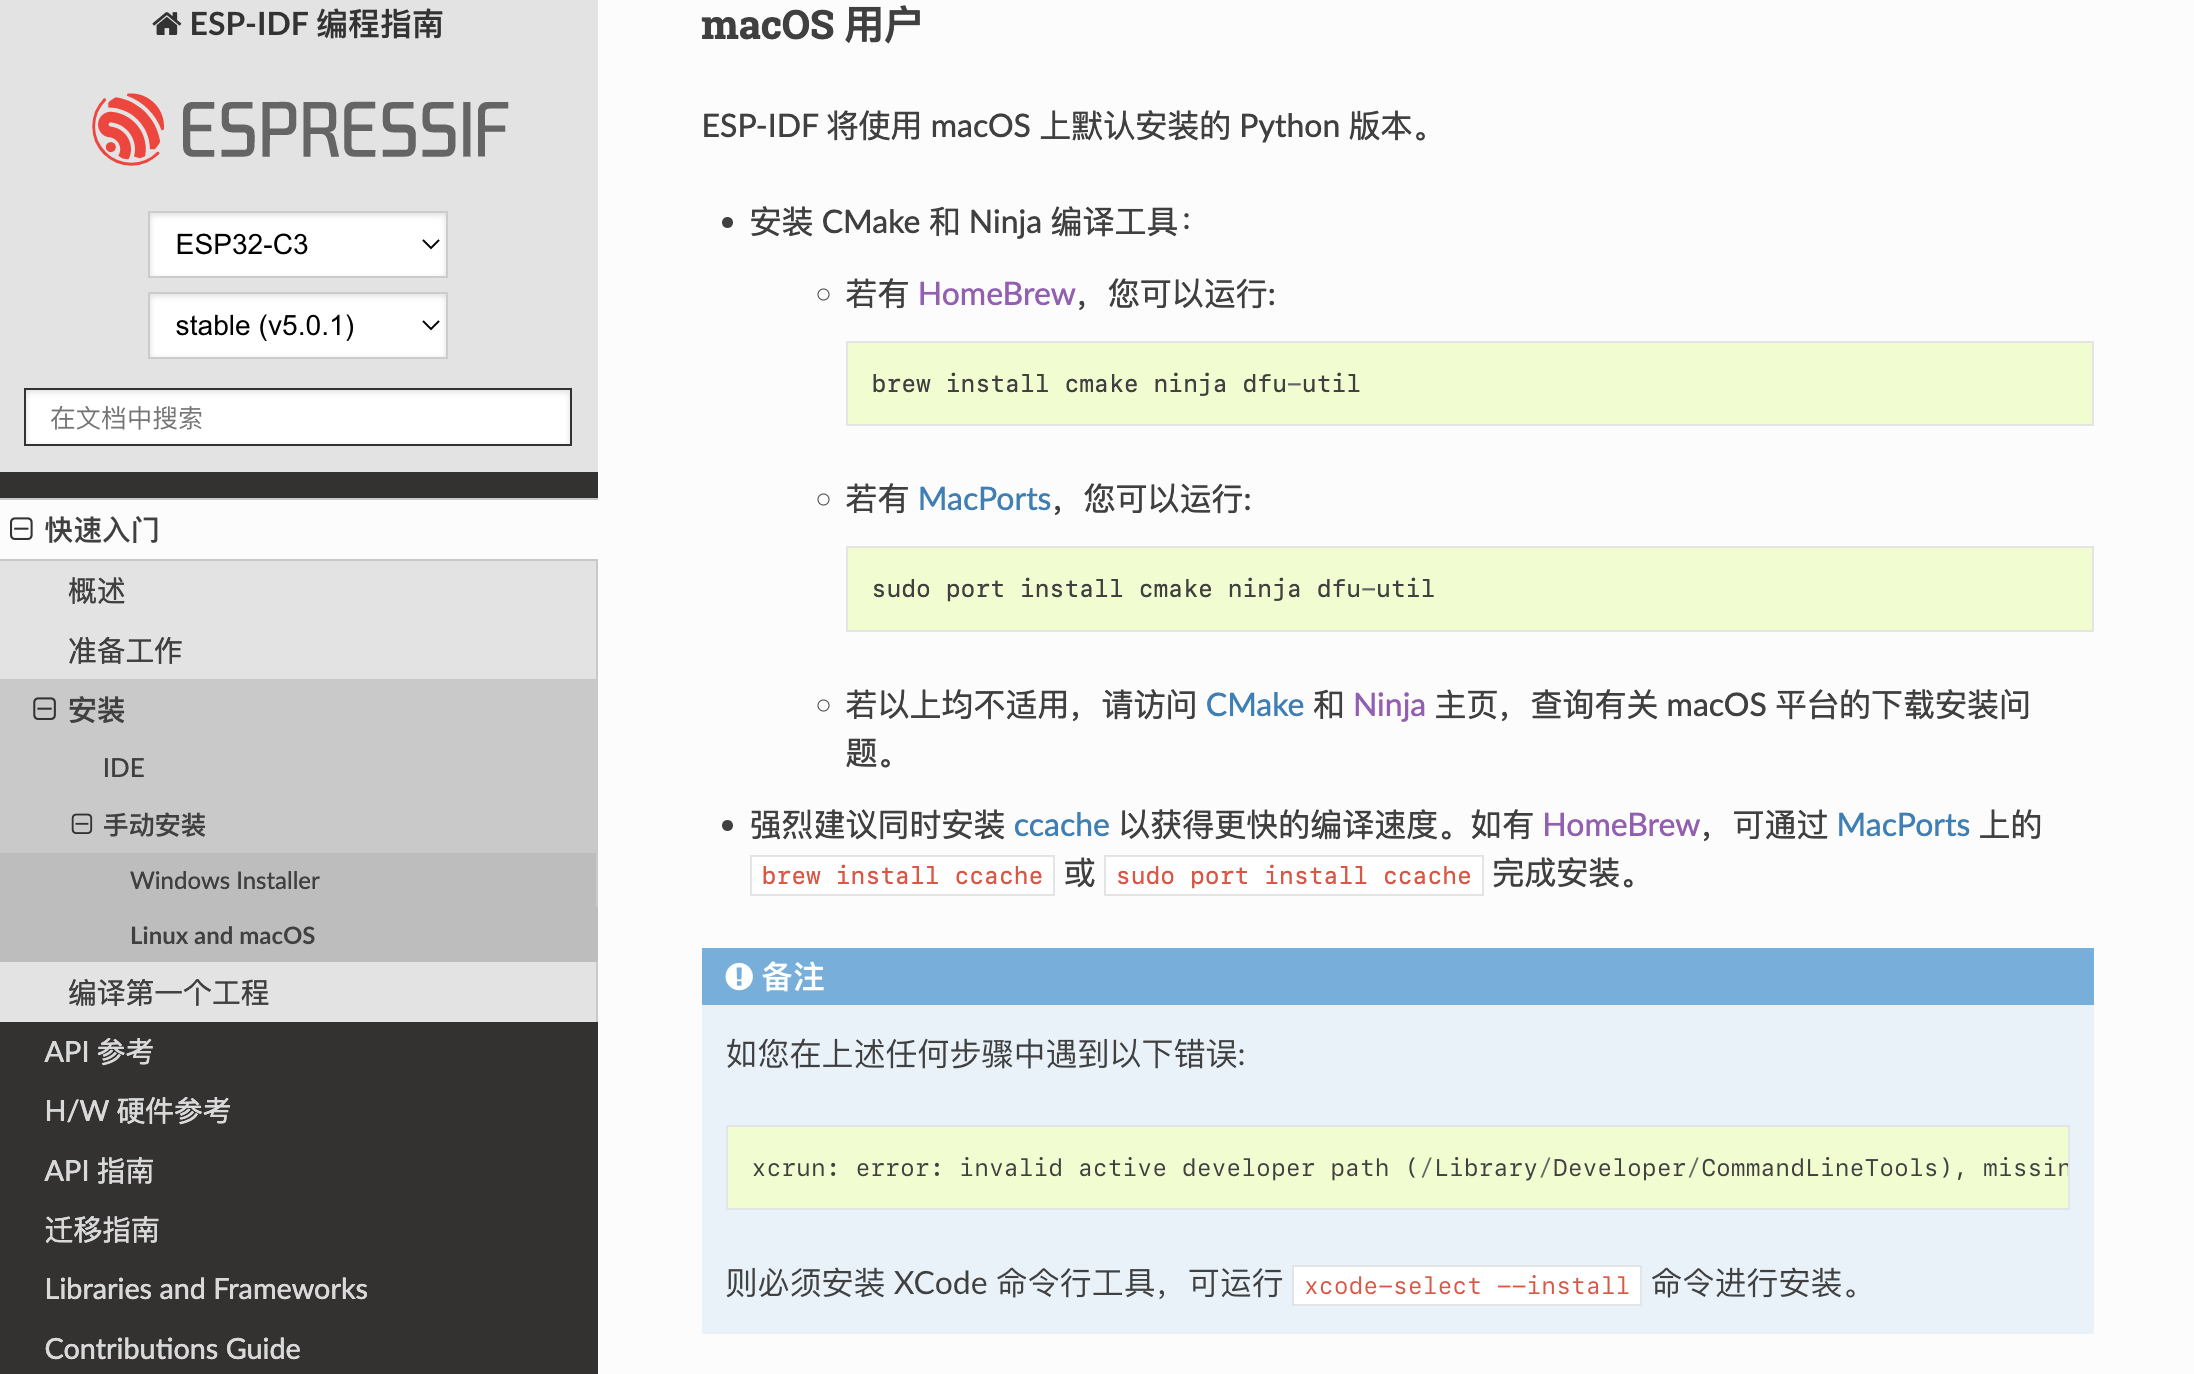 ESP-IDF 编程指南
ESPRESSIF
ESP32-C3
stable (v5.0.1)
在文档中搜索
快速入门
概述
准备工作
安装
IDE
手动安装
Windows Installer
Linux and macOS
编译第一个工程
API 参考
H/W 硬件参考
API 指南
迁移指南
Libraries and Frameworks
Contributions Guide
macOS 用户
ESP-IDF 将使用 macOS 上默认安装的 Python 版本。
安装 CMake 和 Ninja 编译工具：
若有 HomeBrew，您可以运行:
brew install cmake ninja dfu-util
若有 MacPorts，您可以运行:
sudo port install cmake ninja dfu-util
若以上均不适用，请访问 CMake 和 Ninja 主页，查询有关 macOS 平台的下载安装问
题。
强烈建议同时安装 ccache 以获得更快的编译速度。如有 HomeBrew，可通过 MacPorts 上的
brew install ccache 或 sudo port install ccache 完成安装。
备注
如您在上述任何步骤中遇到以下错误:
xcrun: error: invalid active developer path (/Library/Developer/CommandLineTools), missin
则必须安装 XCode 命令行工具，可运行 xcode-select --install 命令进行安装。